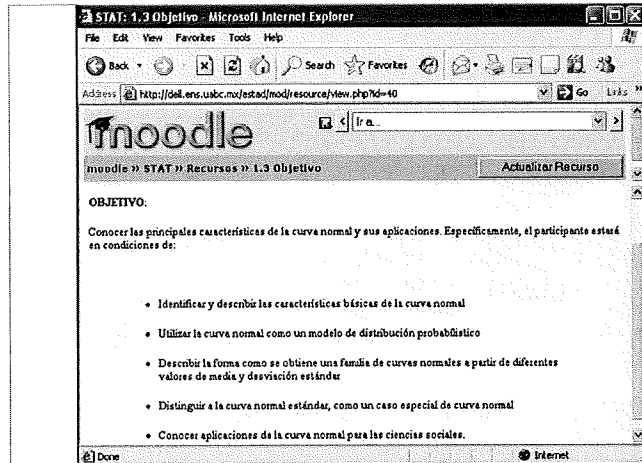 STAT: 1.3 Objetivo - Microsoft Internet Explorer
File Edit View Favorites Tools Help
Back Search Favorites
Address http://dell.ens.uabc.mx/estad/mod/resource/view.php?id=40 Go Links »
moodle
Ir a...
moodle » STAT » Recursos » 1.3 Objetivo
Actualizar Recurso
OBJETIVO:
Conocer las principales características de la curva normal y sus aplicaciones. Específicamente, el participante estará
en condiciones de:
• Identificar y describir las características básicas de la curva normal
• Utilizar la curva normal como un modelo de distribución probabilístico
• Describir la forma como se obtiene una familia de curvas normales a partir de diferentes
valores de media y desviación estándar
• Distinguir a la curva normal estándar, como un caso especial de curva normal
• Conocer aplicaciones de la curva normal para las ciencias sociales.
Done Internet